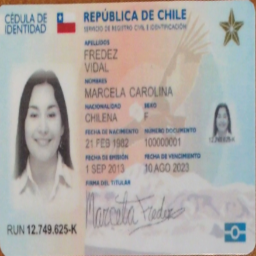 CÉDULA DE
IDENTIDAD
REPÚBLICA DE CHILE
SERVICIO DE REGISTRO CIVIL E IDENTIFICACIÓN
APELLIDOS
FREDEZ
VIDAL
NOMBRES
MARCELA CAROLINA
NACIONALIDAD SEXO
CHILENA F
FECHA DE NACIMIENTO NÚMERO DOCUMENTO
21 FEB 1982 100000001
FECHA DE EMISIÓN FECHA DE VENCIMIENTO
1 SEP 2013 10 AGO 2023
FIRMA DEL TITULAR
Marcela Fredez
RUN 12.749.625-K